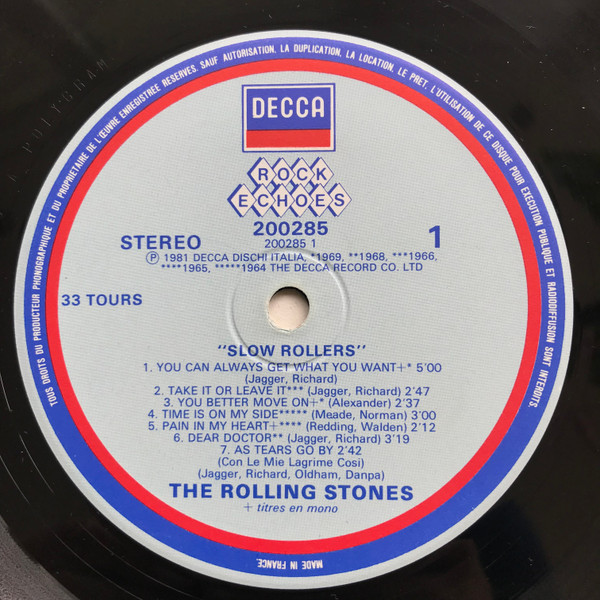 TOUS DROITS DU PRODUCTEUR PHONOGRAPHIQUE ET DU PROPRIETAIRE DE L'ŒUVRE ENREGISTREE RESERVES. SAUF AUTORISATION, LA DUPLICATION, LA LOCATION, LE PRET, L'UTILISATION DE CE DISQUE POUR EXECUTION PUBLIQUE ET RADIODIFFUSION SONT INTERDITS.
POLYGRAM
DECCA
ROCK
ECHOES
200285
STEREO 200285 1 1
℗ 1981 DECCA DISCHI ITALIA, *1969, **1968, ***1966,
****1965, *****1964 THE DECCA RECORD CO. LTD
33 TOURS
"SLOW ROLLERS"
1. YOU CAN ALWAYS GET WHAT YOU WANT+* 5'00
(Jagger, Richard)
2. TAKE IT OR LEAVE IT*** (Jagger, Richard) 2'47
3. YOU BETTER MOVE ON+* (Alexander) 2'37
4. TIME IS ON MY SIDE***** (Meade, Norman) 3'00
5. PAIN IN MY HEART+**** (Redding, Walden) 2'12
6. DEAR DOCTOR** (Jagger, Richard) 3'19
7. AS TEARS GO BY 2'42
(Con Le Mie Lagrime Cosi)
(Jagger, Richard, Oldham, Danpa)
THE ROLLING STONES
+ titres en mono
MADE IN FRANCE.